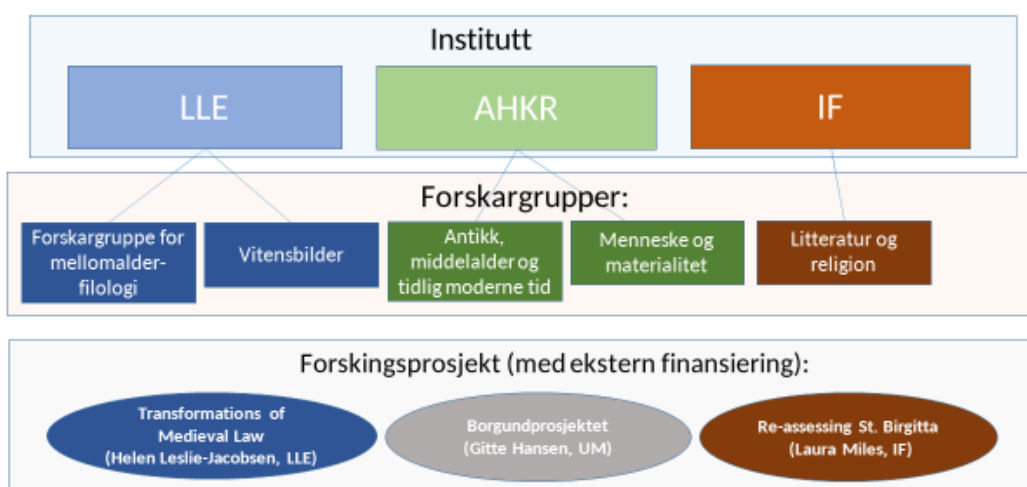 Institutt
LLE
AHKR
IF
Forskargrupper:
Forskargruppe for
mellomalder-
filologi
Vitensbilder
Antikk,
middelalder og
tidlig moderne tid
Menneske og
materialitet
Litteratur og
religion
Forskingsprosjekt (med ekstern finansiering):
Transformations of
Medieval Law
(Helen Leslie-Jacobsen, LLE)
Borgundprosjektet
(Gitte Hansen, UM)
Re-assessing St. Birgitta
(Laura Miles, IF)